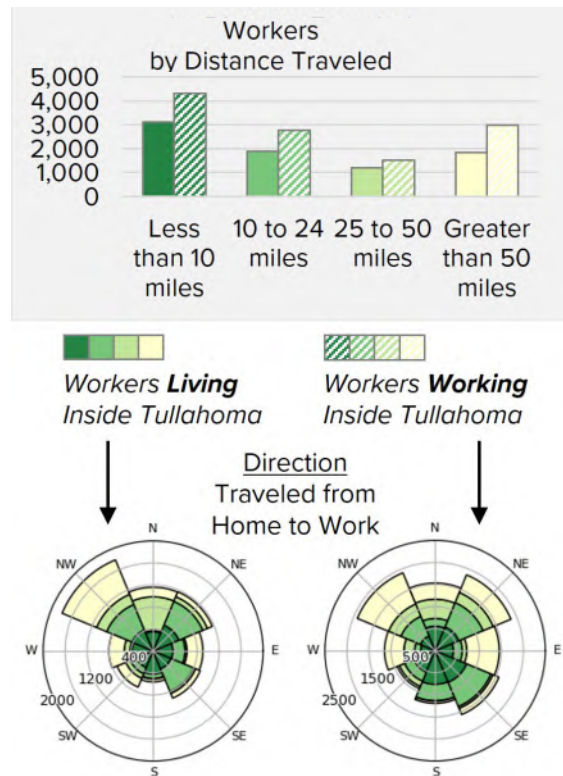 Workers
by Distance Traveled
5,000
4,000
3,000
2,000
1,000
0
Less
than 10
miles
10 to 24
miles
25 to 50
miles
Greater
than 50
miles
Workers Living
Inside Tullahoma
Workers Working
Inside Tullahoma
Direction
Traveled from
Home to Work
N
NE
E
SE
S
SW
W
NW
400
1200
2000
N
NE
E
SE
S
SW
W
NW
500
1500
2500